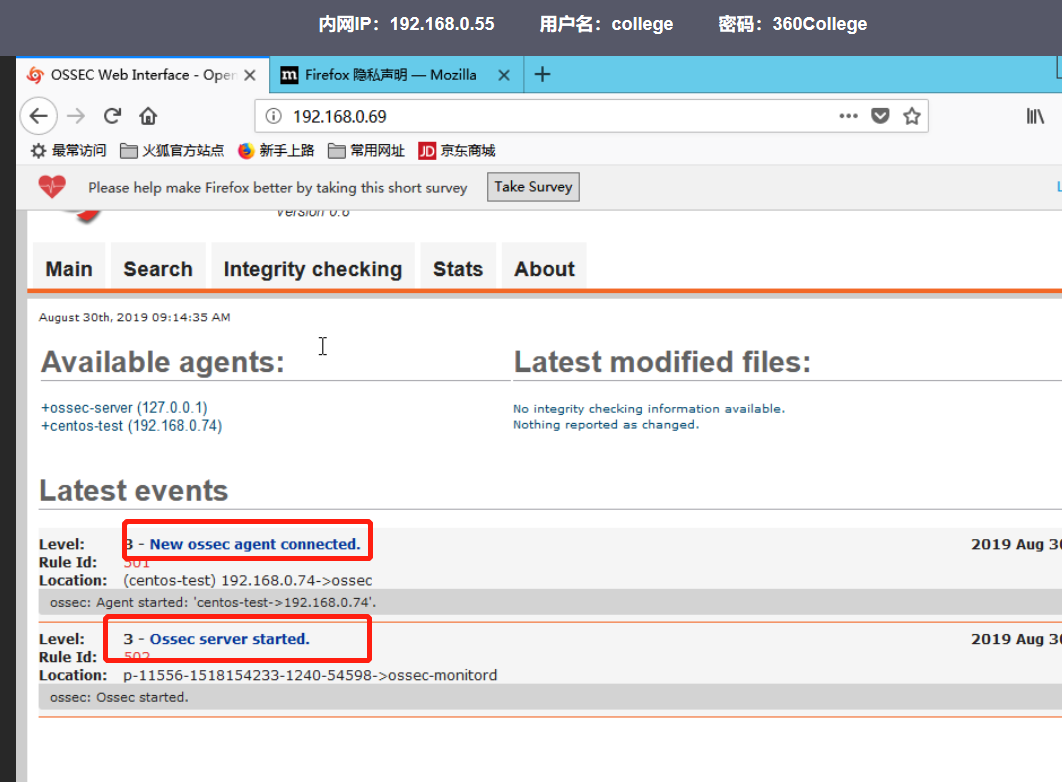 内网IP：192.168.0.55 用户名：college 密码：360College
OSSEC Web Interface - Oper
Firefox 隐私声明 — Mozilla
192.168.0.69
最常访问 火狐官方站点 新手上路 常用网址 JD 京东商城
Please help make Firefox better by taking this short survey Take Survey
Version 0.8
Main Search Integrity checking Stats About
August 30th, 2019 09:14:35 AM
Available agents:
+ossec-server (127.0.0.1)
+centos-test (192.168.0.74)
Latest modified files:
No integrity checking information available.
Nothing reported as changed.
Latest events
Level: 3 - New ossec agent connected. 2019 Aug 30
Rule Id: 501
Location: (centos-test) 192.168.0.74->ossec
ossec: Agent started: 'centos-test->192.168.0.74'.
Level: 3 - Ossec server started. 2019 Aug 30
Rule Id: 502
Location: p-11556-1518154233-1240-54598->ossec-monitord
ossec: Ossec started.